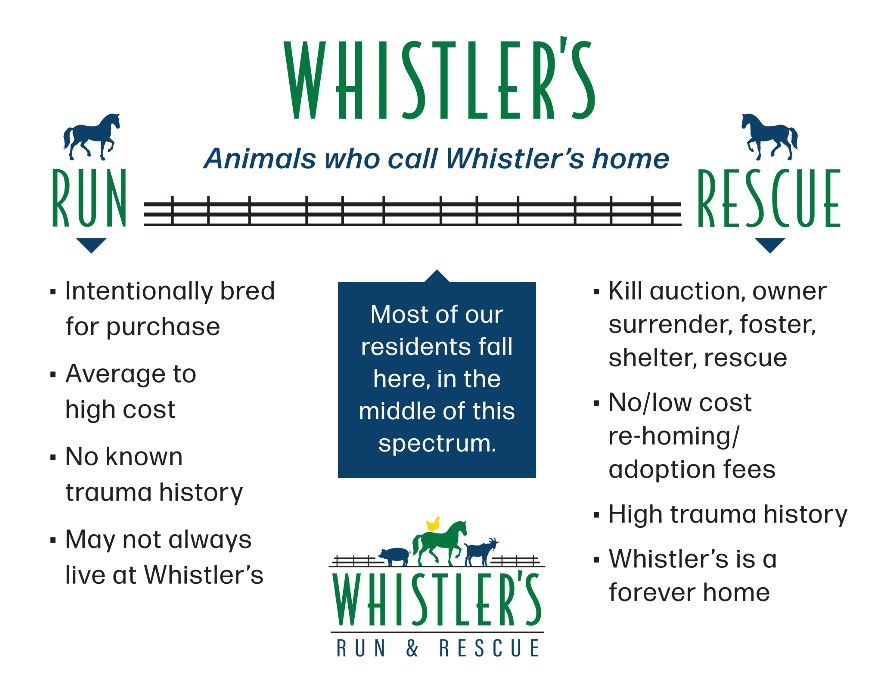 WHISTLER'S
Animals who call Whistler's home
RUN
RESCUE
▪ Intentionally bred
for purchase
▪ Average to
high cost
▪ No known
trauma history
▪ May not always
live at Whistler's
Most of our
residents fall
here, in the
middle of this
spectrum.
▪ Kill auction, owner
surrender, foster,
shelter, rescue
▪ No/low cost
re-homing/
adoption fees
▪ High trauma history
▪ Whistler's is a
forever home
WHISTLER'S
RUN & RESCUE